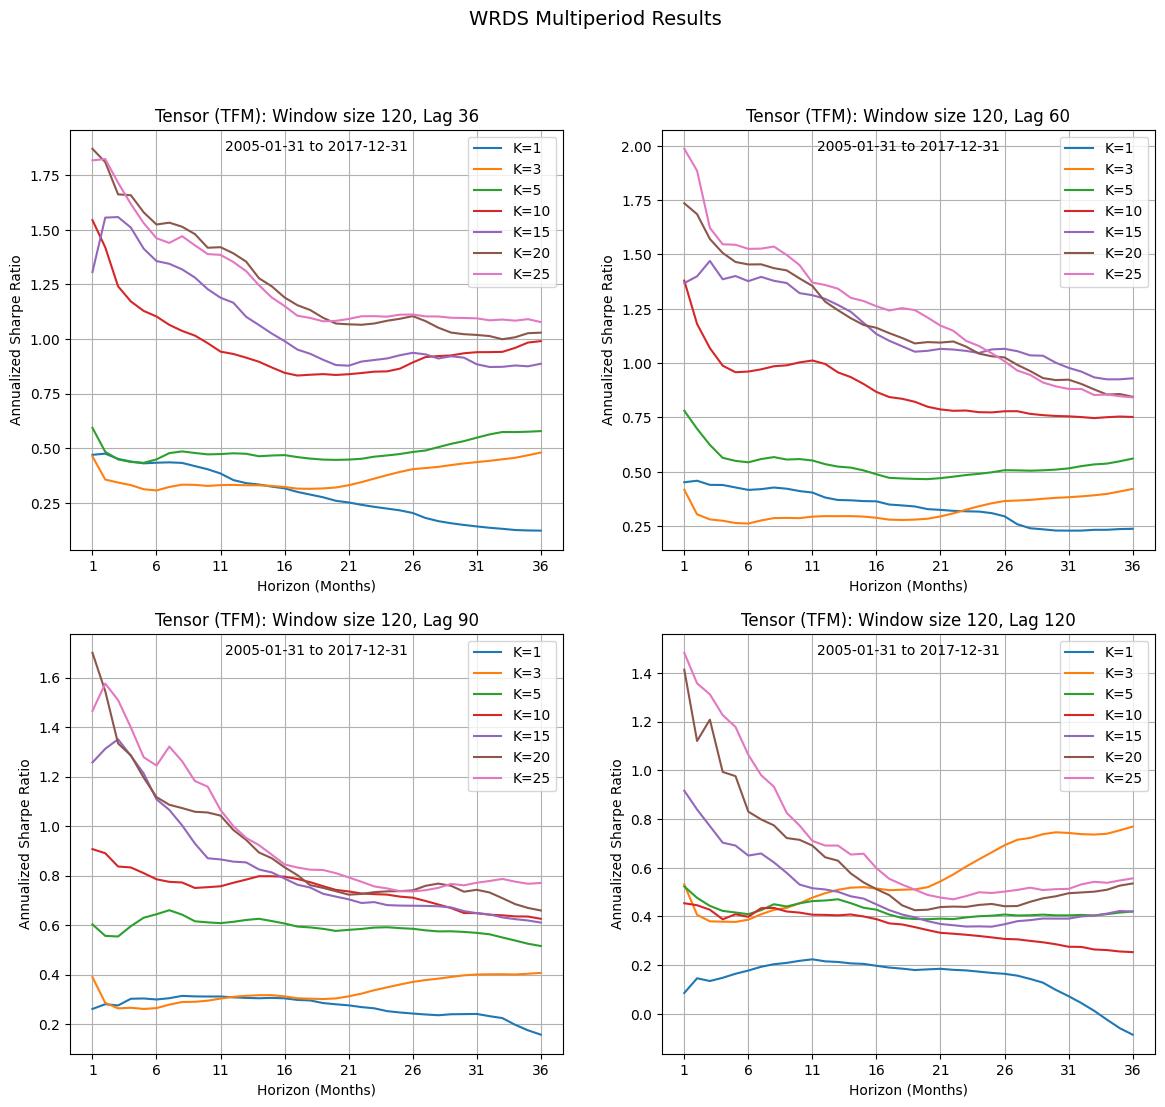 WRDS Multiperiod Results
Tensor (TFM): Window size 120, Lag 36
2005-01-31 to 2017-12-31
K=1
K=3
K=5
K=10
K=15
K=20
K=25
Annualized Sharpe Ratio
1.75
1.50
1.25
1.00
0.75
0.50
0.25
1 6 11 16 21 26 31 36
Horizon (Months)
Tensor (TFM): Window size 120, Lag 60
2005-01-31 to 2017-12-31
K=1
K=3
K=5
K=10
K=15
K=20
K=25
Annualized Sharpe Ratio
2.00
1.75
1.50
1.25
1.00
0.75
0.50
0.25
1 6 11 16 21 26 31 36
Horizon (Months)
Tensor (TFM): Window size 120, Lag 90
2005-01-31 to 2017-12-31
K=1
K=3
K=5
K=10
K=15
K=20
K=25
Annualized Sharpe Ratio
1.6
1.4
1.2
1.0
0.8
0.6
0.4
0.2
1 6 11 16 21 26 31 36
Horizon (Months)
Tensor (TFM): Window size 120, Lag 120
2005-01-31 to 2017-12-31
K=1
K=3
K=5
K=10
K=15
K=20
K=25
Annualized Sharpe Ratio
1.4
1.2
1.0
0.8
0.6
0.4
0.2
0.0
1 6 11 16 21 26 31 36
Horizon (Months)